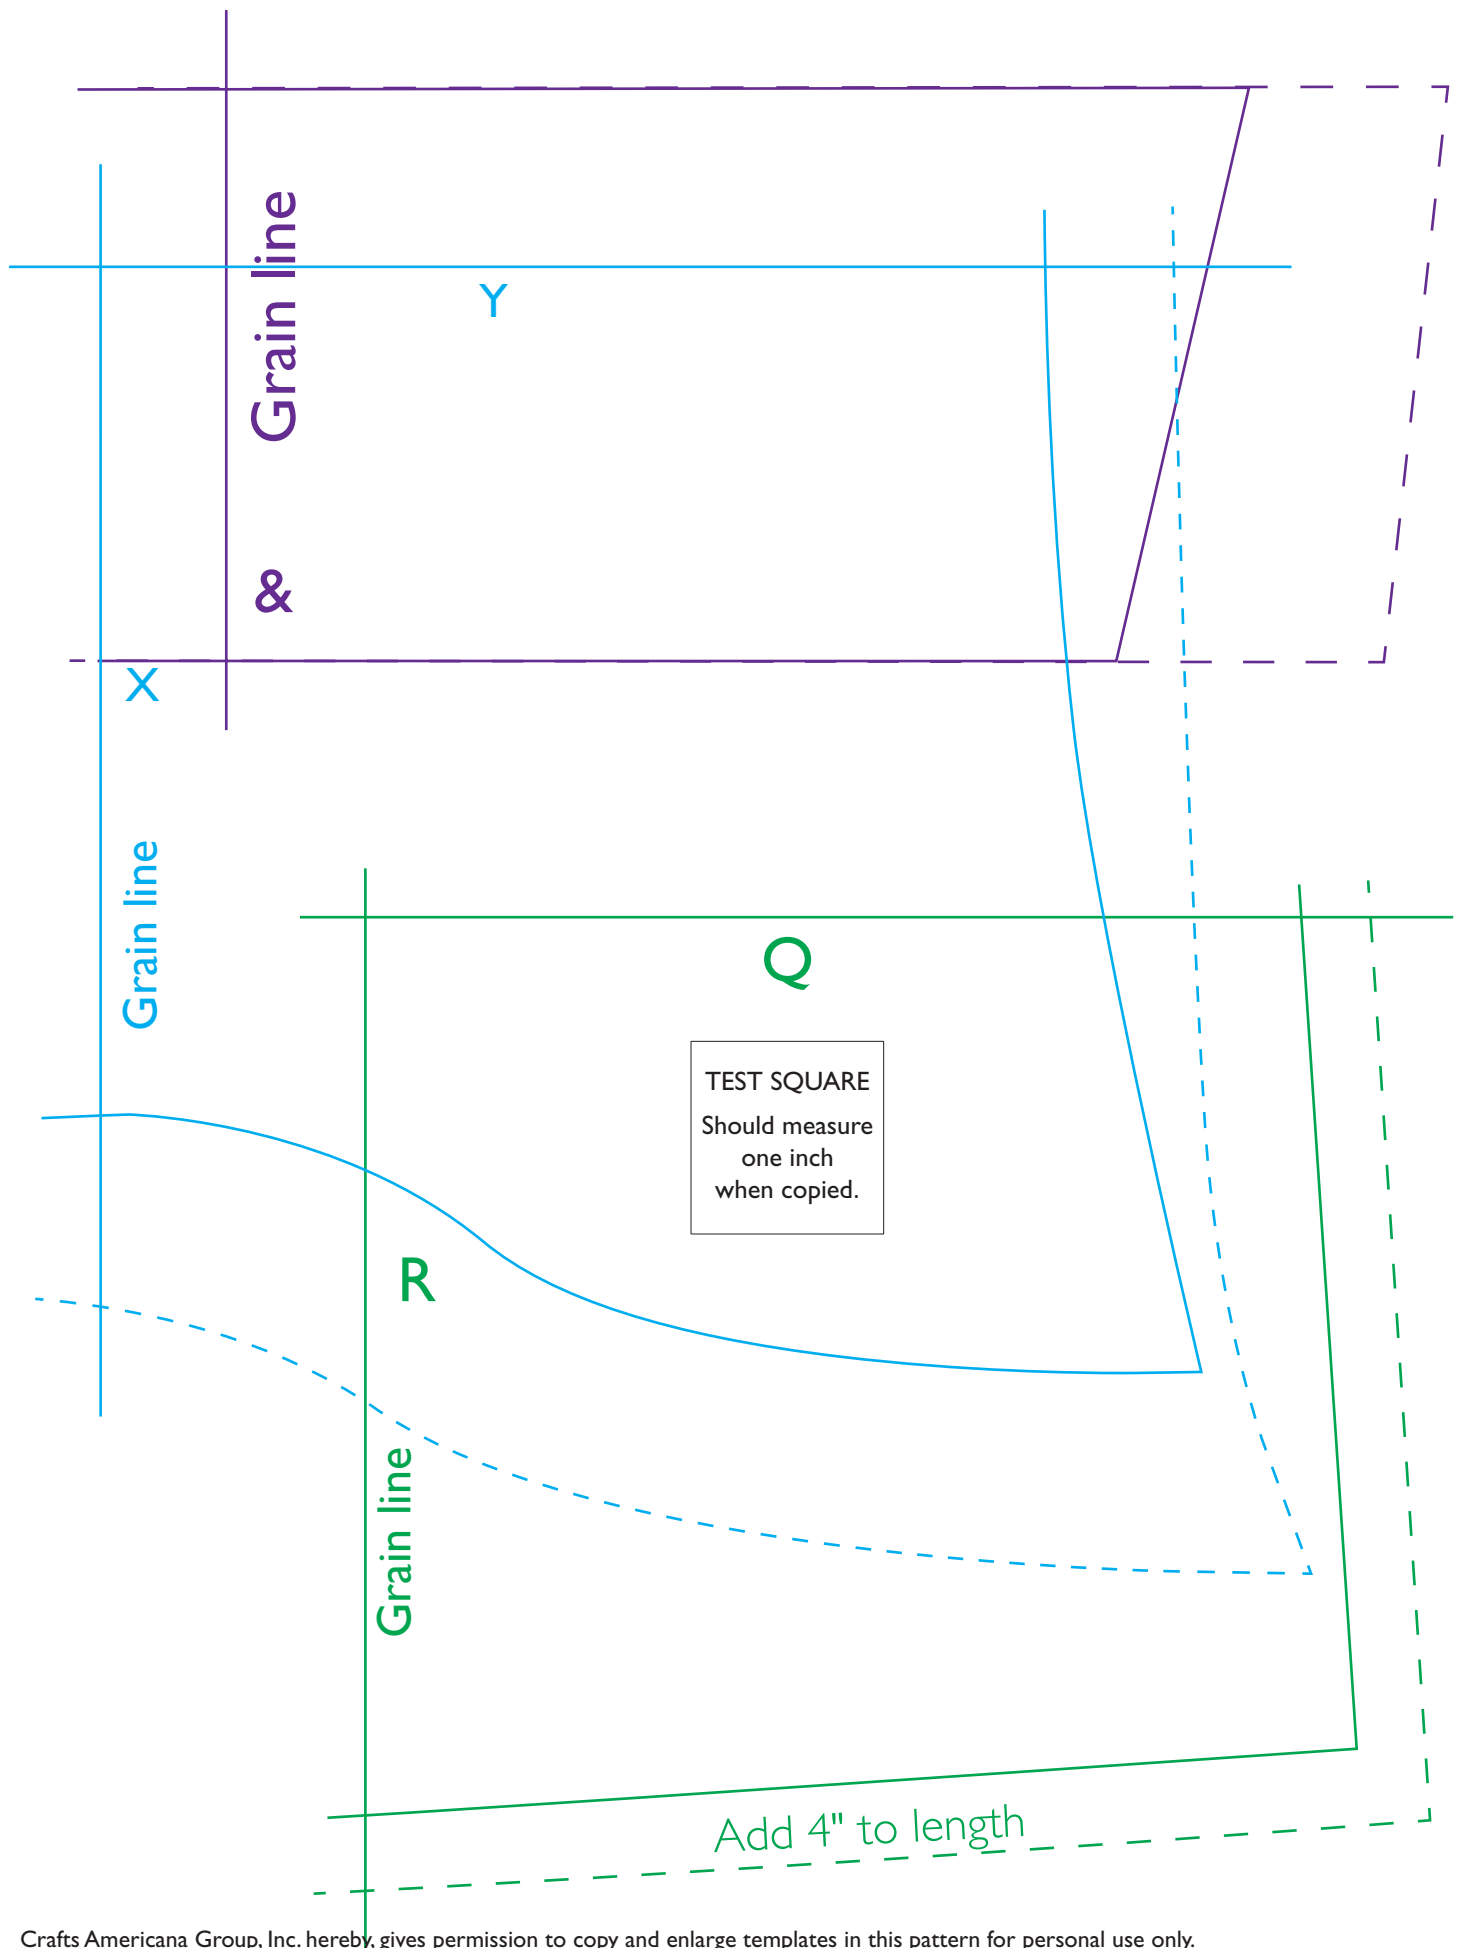 Grain line
Y
&
X
Grain line
Q
TEST SQUARE
Should measure
one inch
when copied.
R
Grain line
Add 4" to length
Crafts Americana Group, Inc. hereby, gives permission to copy and enlarge templates in this pattern for personal use only.